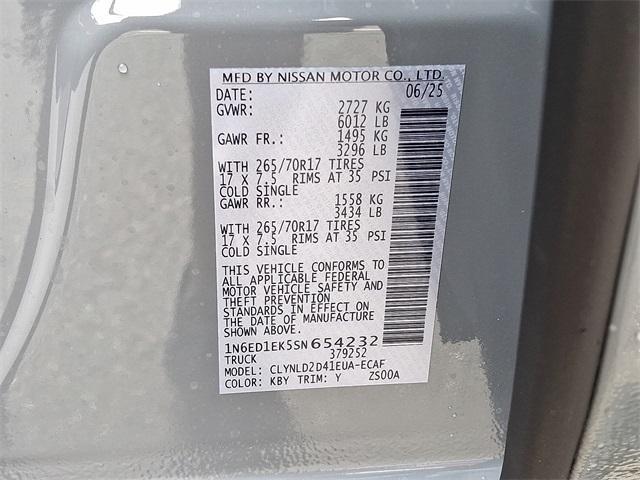 MFD BY NISSAN MOTOR CO., LTD.
DATE: 06/25
GVWR: 2727 KG
6012 LB
GAWR FR.: 1495 KG
3296 LB
WITH 265/70R17 TIRES
17 X 7.5 RIMS AT 35 PSI
COLD SINGLE
GAWR RR.: 1558 KG
3434 LB
WITH 265/70R17 TIRES
17 X 7.5 RIMS AT 35 PSI
COLD SINGLE
THIS VEHICLE CONFORMS TO
ALL APPLICABLE FEDERAL
MOTOR VEHICLE SAFETY AND
THEFT PREVENTION
STANDARDS IN EFFECT ON
THE DATE OF MANUFACTURE
SHOWN ABOVE.
1N6ED1EK5SN654232
TRUCK 379252
MODEL: CLYNLD2D41EUA-ECAF
COLOR: KBY TRIM: Y ZS00A